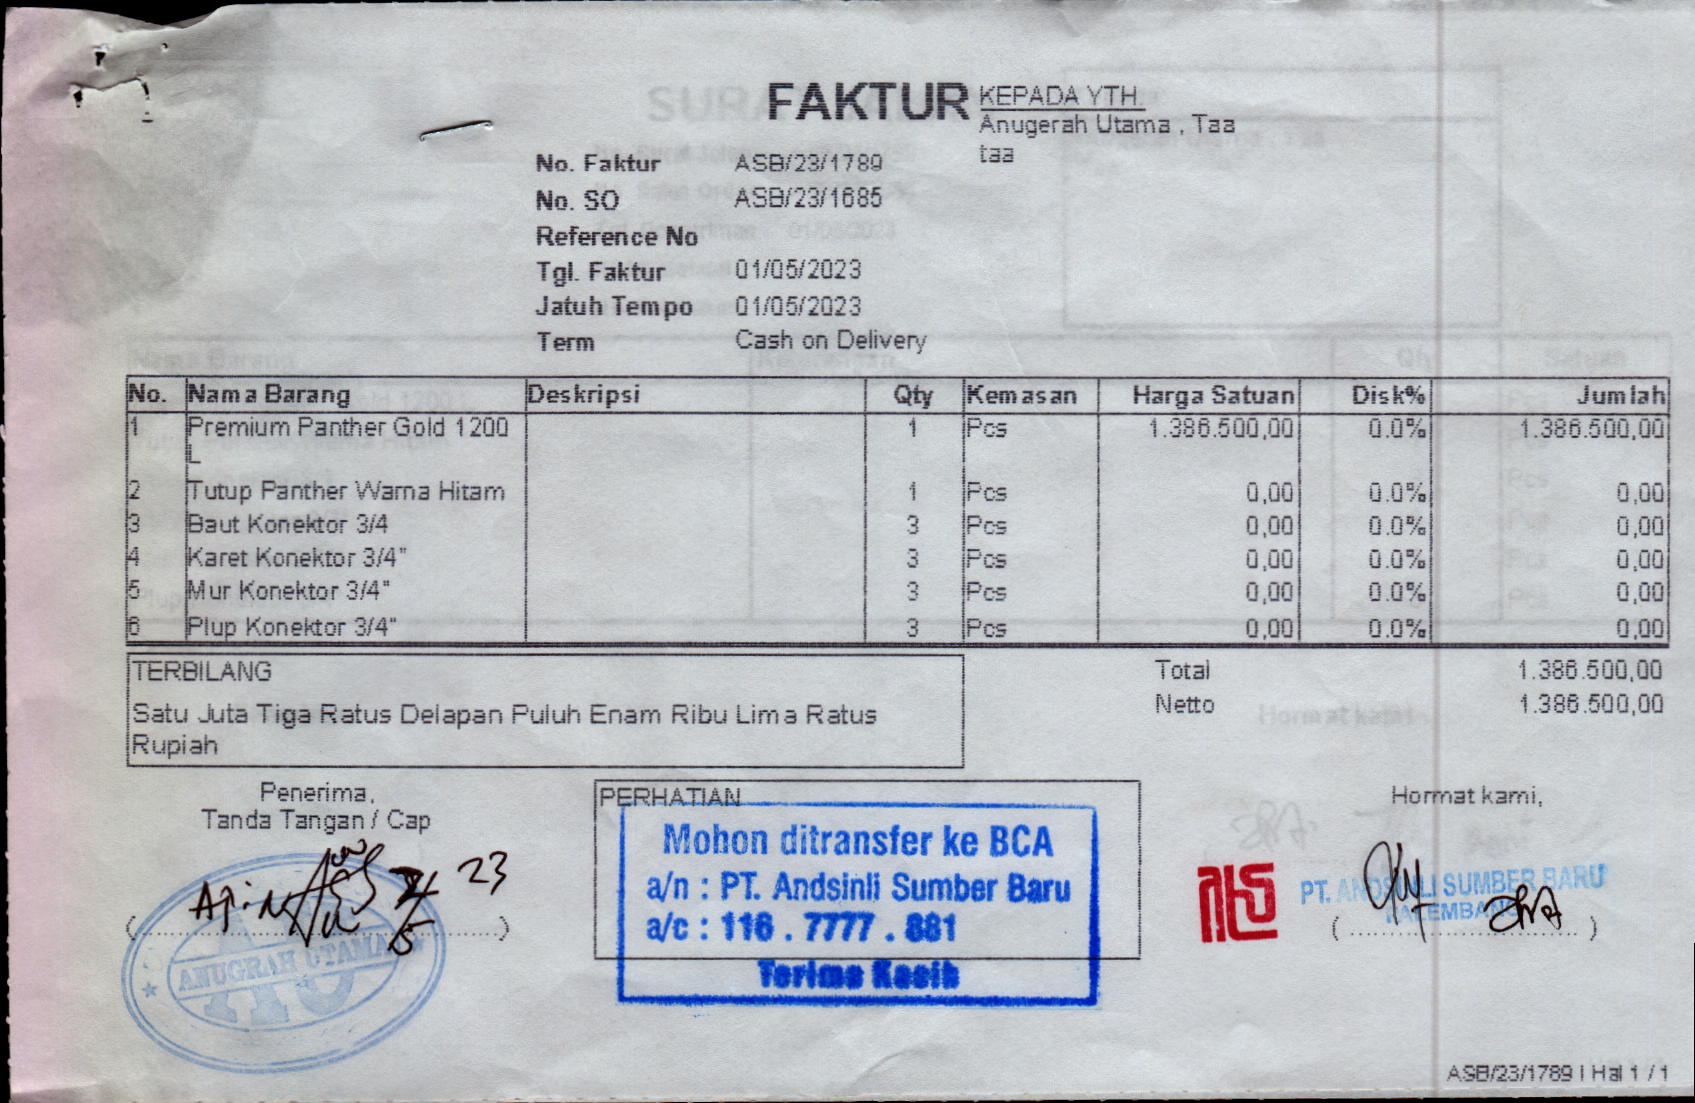 FAKTUR
KEPADA YTH.
Anugerah Utama , Taa
taa
No. Faktur ASB/23/1789
No. SO ASB/23/1685
Reference No
Tgl. Faktur 01/05/2023
Jatuh Tempo 01/05/2023
Term Cash on Delivery
No. Nama Barang Deskripsi Qty Kemasan Harga Satuan Disk% Jumlah
1 Premium Panther Gold 1200 1 Pcs 1.386.500,00 0.0% 1.386.500,00
L
2 Tutup Panther Warna Hitam 1 Pcs 0,00 0.0% 0,00
3 Baut Konektor 3/4 3 Pcs 0,00 0.0% 0,00
4 Karet Konektor 3/4" 3 Pcs 0,00 0.0% 0,00
5 Mur Konektor 3/4" 3 Pcs 0,00 0.0% 0,00
6 Plup Konektor 3/4" 3 Pcs 0,00 0.0% 0,00
TERBILANG
Satu Juta Tiga Ratus Delapan Puluh Enam Ribu Lima Ratus
Rupiah
Total 1.386.500,00
Netto 1.386.500,00
Penerima,
Tanda Tangan / Cap
23
ANUGRAH UTAMA
PERHATIAN
Mohon ditransfer ke BCA
a/n : PT. Andsinli Sumber Baru
a/c : 116 . 7777 . 881
Terima Kasih
Hormat kami,
PT. ANDSINLI SUMBER BARU
PALEMBANG
ASB/23/1789 | Hal 1 / 1